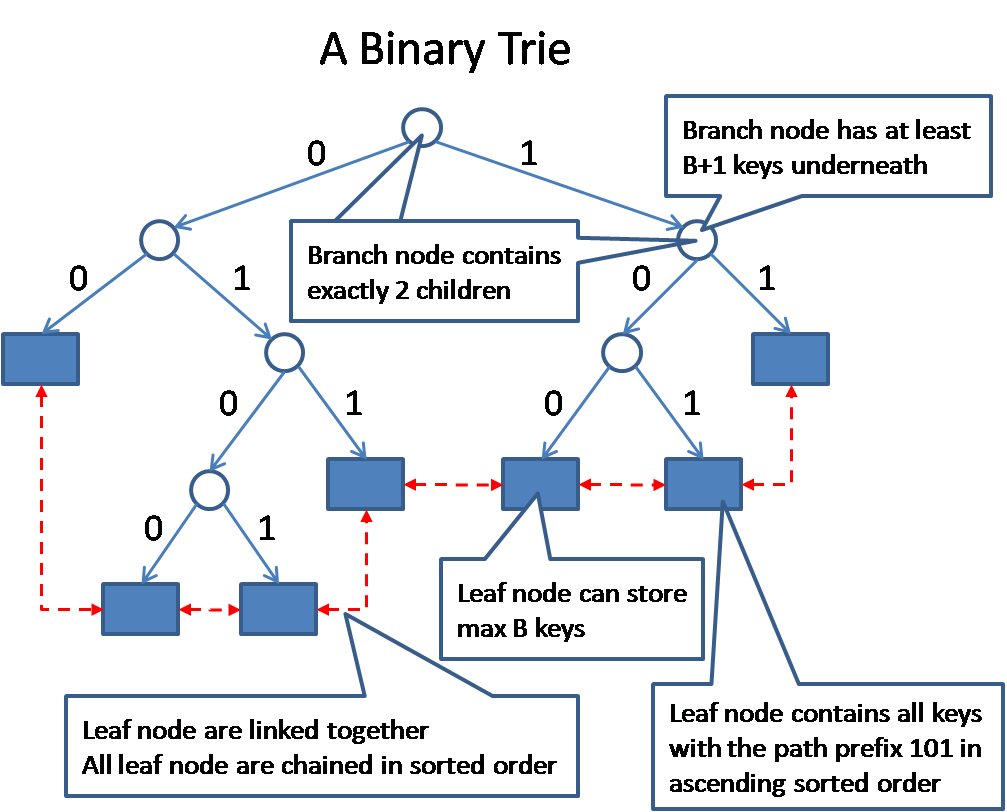 A Binary Trie
0
1
Branch node has at least
B+1 keys underneath
Branch node contains
exactly 2 children
0
1
0
1
0
1
0
1
0
1
Leaf node can store
max B keys
Leaf node are linked together
All leaf node are chained in sorted order
Leaf node contains all keys
with the path prefix 101 in
ascending sorted order